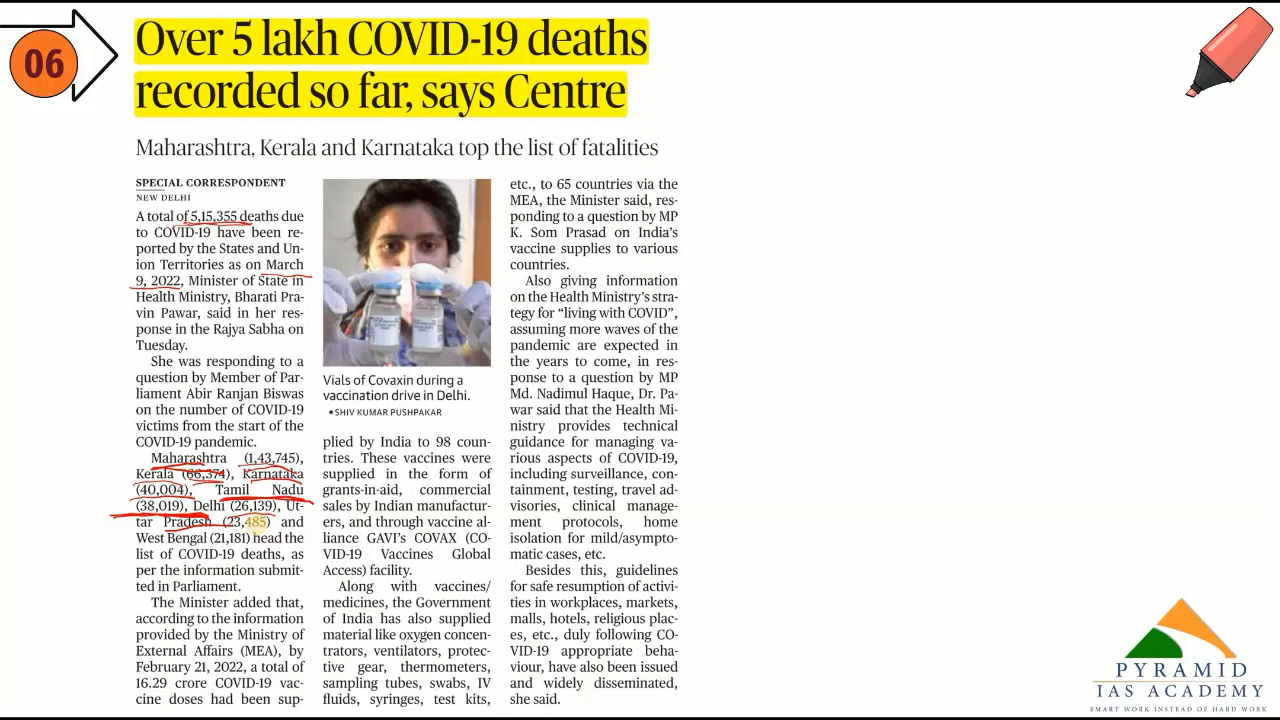 06
Over 5 lakh COVID-19 deaths
recorded so far, says Centre
Maharashtra, Kerala and Karnataka top the list of fatalities
SPECIAL CORRESPONDENT
NEW DELHI
A total of 5,15,355 deaths due
to COVID-19 have been re-
ported by the States and Un-
ion Territories as on March
9, 2022, Minister of State in
Health Ministry, Bharati Pra-
vin Pawar, said in her res-
ponse in the Rajya Sabha on
Tuesday.
She was responding to a
question by Member of Par-
liament Abir Ranjan Biswas
on the number of COVID-19
victims from the start of the
COVID-19 pandemic.
Maharashtra (1,43,745),
Kerala (66,374), Karnataka
(40,004), Tamil Nadu
(38,019), Delhi (26,139), Ut-
tar Pradesh (23,485) and
West Bengal (21,181) head the
list of COVID-19 deaths, as
per the information submit-
ted in Parliament.
The Minister added that,
according to the information
provided by the Ministry of
External Affairs (MEA), by
February 21, 2022, a total of
16.29 crore COVID-19 vac-
cine doses had been sup-
Vials of Covaxin during a
vaccination drive in Delhi.
▪SHIV KUMAR PUSHPAKAR
plied by India to 98 coun-
tries. These vaccines were
supplied in the form of
grants-in-aid, commercial
sales by Indian manufactur-
ers, and through vaccine al-
liance GAVI's COVAX (CO-
VID-19 Vaccines Global
Access) facility.
Along with vaccines/
medicines, the Government
of India has also supplied
material like oxygen concen-
trators, ventilators, protec-
tive gear, thermometers,
sampling tubes, swabs, IV
fluids, syringes, test kits,
etc., to 65 countries via the
MEA, the Minister said, res-
ponding to a question by MP
K. Som Prasad on India's
vaccine supplies to various
countries.
Also giving information
on the Health Ministry's stra-
tegy for “living with COVID”,
assuming more waves of the
pandemic are expected in
the years to come, in res-
ponse to a question by MP
Md. Nadimul Haque, Dr. Pa-
war said that the Health Mi-
nistry provides technical
guidance for managing va-
rious aspects of COVID-19,
including surveillance, con-
tainment, testing, travel ad-
visories, clinical manage-
ment protocols, home
isolation for mild/asympto-
matic cases, etc.
Besides this, guidelines
for safe resumption of activi-
ties in workplaces, markets,
malls, hotels, religious plac-
es, etc., duly following CO-
VID-19 appropriate beha-
viour, have also been issued
and widely disseminated,
she said.
PYRAMID
IAS ACADEMY
SMART WORK INSTEAD OF HARD WORK